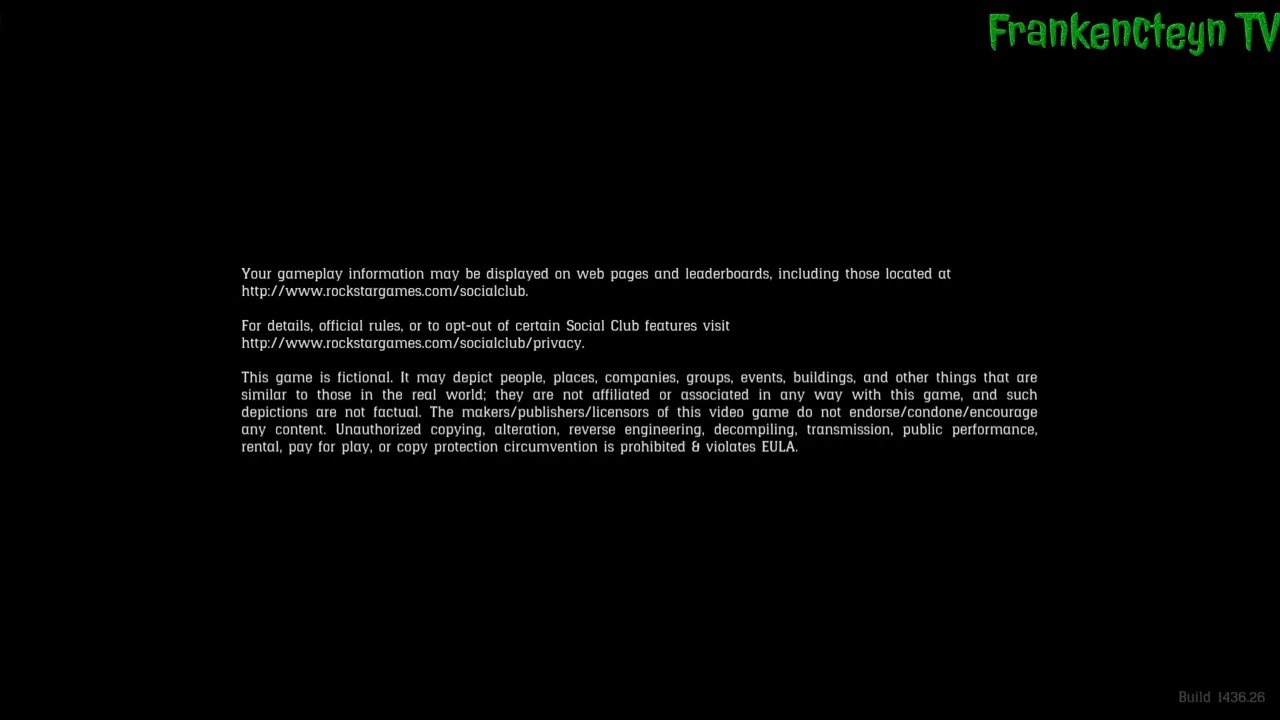 Frankencteyn TV
Your gameplay information may be displayed on web pages and leaderboards, including those located at
http://www.rockstargames.com/socialclub.
For details, official rules, or to opt-out of certain Social Club features visit
http://www.rockstargames.com/socialclub/privacy.
This game is fictional. It may depict people, places, companies, groups, events, buildings, and other things that are
similar to those in the real world; they are not affiliated or associated in any way with this game, and such
depictions are not factual. The makers/publishers/licensors of this video game do not endorse/condone/encourage
any content. Unauthorized copying, alteration, reverse engineering, decompiling, transmission, public performance,
rental, pay for play, or copy protection circumvention is prohibited & violates EULA.
Build 1436.26